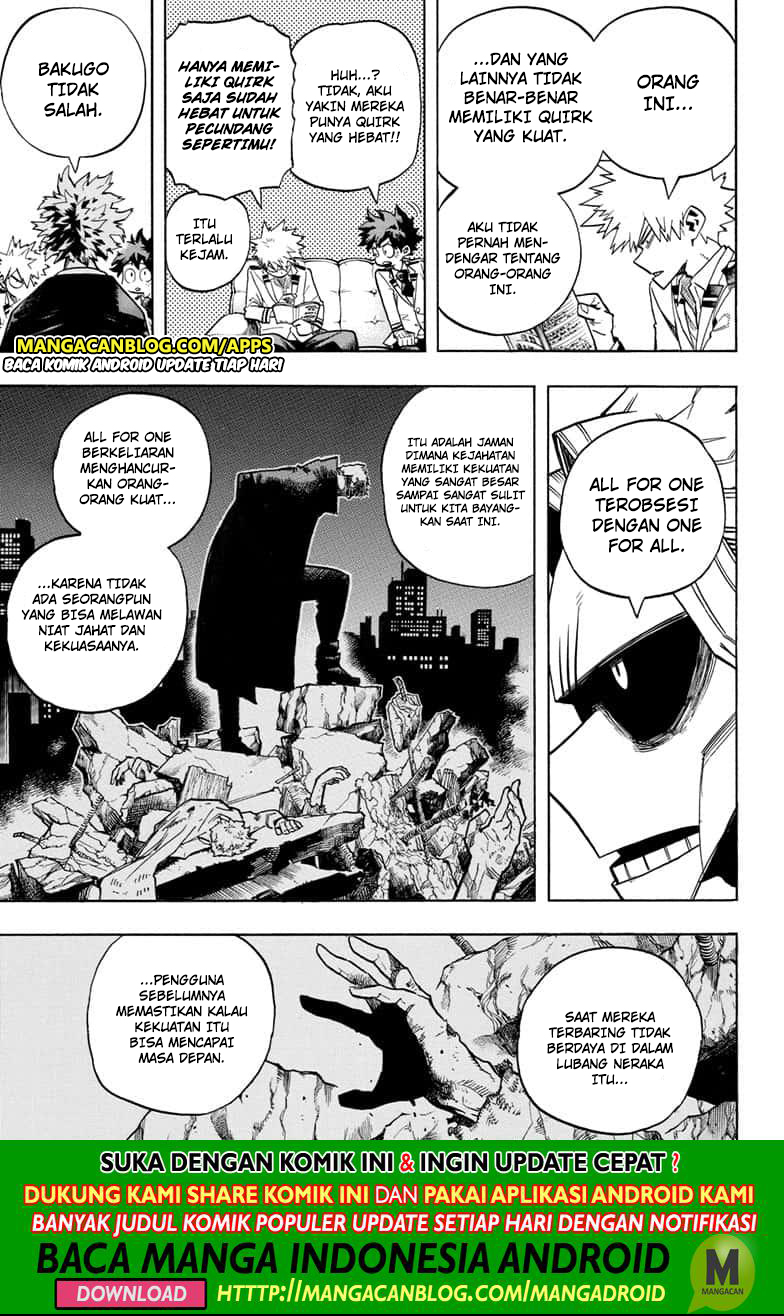 ORANG
INI...
...DAN YANG
LAINNYA TIDAK
BENAR-BENAR
MEMILIKI QUIRK
YANG KUAT.
AKU TIDAK
PERNAH MEN-
DENGAR TENTANG
ORANG-ORANG
INI.
HUH...?
TIDAK, AKU
YAKIN MEREKA
PUNYA QUIRK
YANG HEBAT!!
HANYA MEMI-
LIKI QUIRK
SAJA SUDAH
HEBAT UNTUK
PECUNDANG
SEPERTIMU!
ITU
TERLALU
KEJAM.
BAKUGO
TIDAK
SALAH.
MANGACANBLOG.COM/APPS
BACA KOMIK ANDROID UPDATE TIAP HARI
ALL FOR ONE
TEROBSESI
DENGAN ONE
FOR ALL.
ITU ADALAH JAMAN
DIMANA KEJAHATAN
MEMILIKI KEKUATAN
YANG SANGAT BESAR
SAMPAI SANGAT SULIT
UNTUK KITA BAYANG-
KAN SAAT INI.
ALL FOR ONE
BERKELIARAN
MENGHANCUR-
KAN ORANG-
ORANG KUAT...
...KARENA TIDAK
ADA SEORANGPUN
YANG BISA MELAWAN
NIAT JAHAT DAN
KEKUASAANYA.
SAAT MEREKA
TERBARING TIDAK
BERDAYA DI DALAM
LUBANG NERAKA
ITU...
...PENGGUNA
SEBELUMNYA
MEMASTIKAN KALAU
KEKUATAN ITU
BISA MENCAPAI
MASA DEPAN.
SUKA DENGAN KOMIK INI & INGIN UPDATE CEPAT ?
DUKUNG KAMI SHARE KOMIK INI DAN PAKAI APLIKASI ANDROID KAMI
BANYAK JUDUL KOMIK POPULER UPDATE SETIAP HARI DENGAN NOTIFIKASI
BACA MANGA INDONESIA ANDROID
DOWNLOAD
HTTTP://MANGACANBLOG.COM/MANGADROID
M
MANGACAN